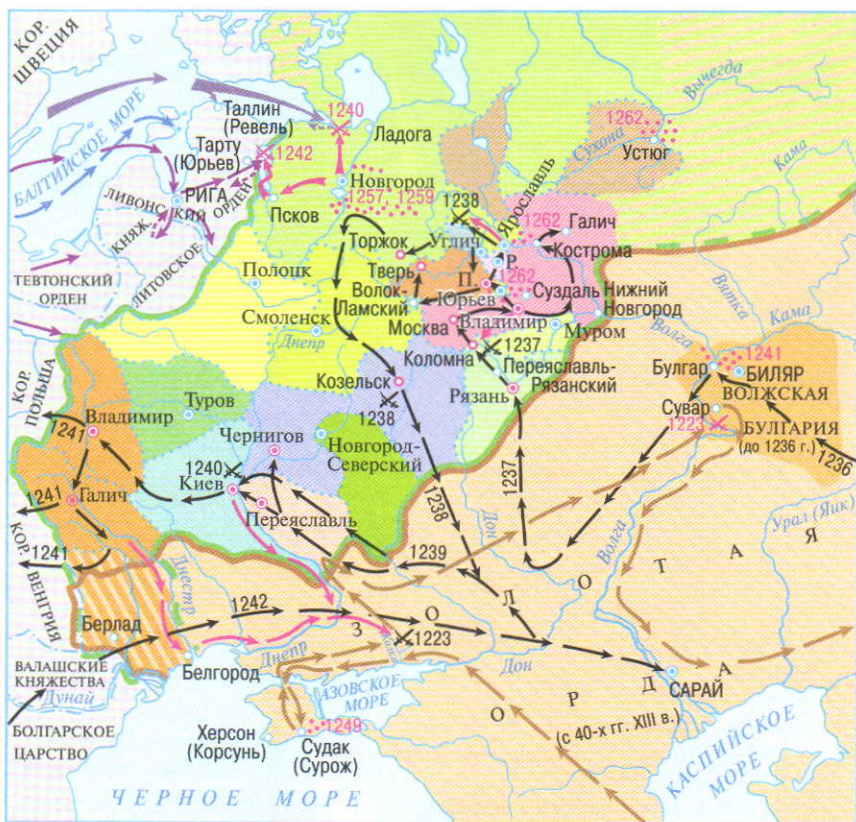 КОР.
ШВЕЦИЯ
БАЛТИЙСКОЕ МОРЕ
Таллин
(Ревель)
1240
Ладога
Тарту
(Юрьев)
1242
Новгород
1257, 1259
РИГА
ЛИВОНСКИЙ ОРДЕН
Псков
КНЯЖ.
ЛИТОВСКОЕ
ТЕВТОНСКИЙ
ОРДЕН
Вычегда
1262
Сухона
Устюг
Кама
1238
Ярославль
1262
Галич
Кострома
Углич
Р.
Торжок
Тверь
П.
1262
Юрьев
Суздаль
Нижний
Новгород
Волок-
Ламский
Москва
Владимир
Муром
Коломна
1237
Переяславль-
Рязанский
Рязань
Вятка
Кама
Волга
Полоцк
Смоленск
Днепр
Козельск
1238
Булгар
1241
БИЛЯР
Сувар
1223
ВОЛЖСКАЯ
БУЛГАРИЯ
(до 1236 г.)
1236
КОР.
ПОЛЬША
1241
Владимир
Туров
Чернигов
Новгород-
Северский
1240
Киев
Переяславль
1241
Галич
1241
КОР.
ВЕНГРИЯ
1237
1238
Дон
1239
Волга
Урал (Яик)
ЗОЛОТАЯ
ОРДА
(с 40-х гг. XIII в.)
Днестр
1242
Берлад
1223
Калка
ВАЛАШСКИЕ
КНЯЖЕСТВА
Дунай
БОЛГАРСКОЕ
ЦАРСТВО
Белгород
Днепр
Дон
САРАЙ
АЗОВСКОЕ
МОРЕ
Херсон
(Корсунь)
1249
Судак
(Сурож)
ЧЕРНОЕ МОРЕ
КАСПИЙСКОЕ
МОРЕ